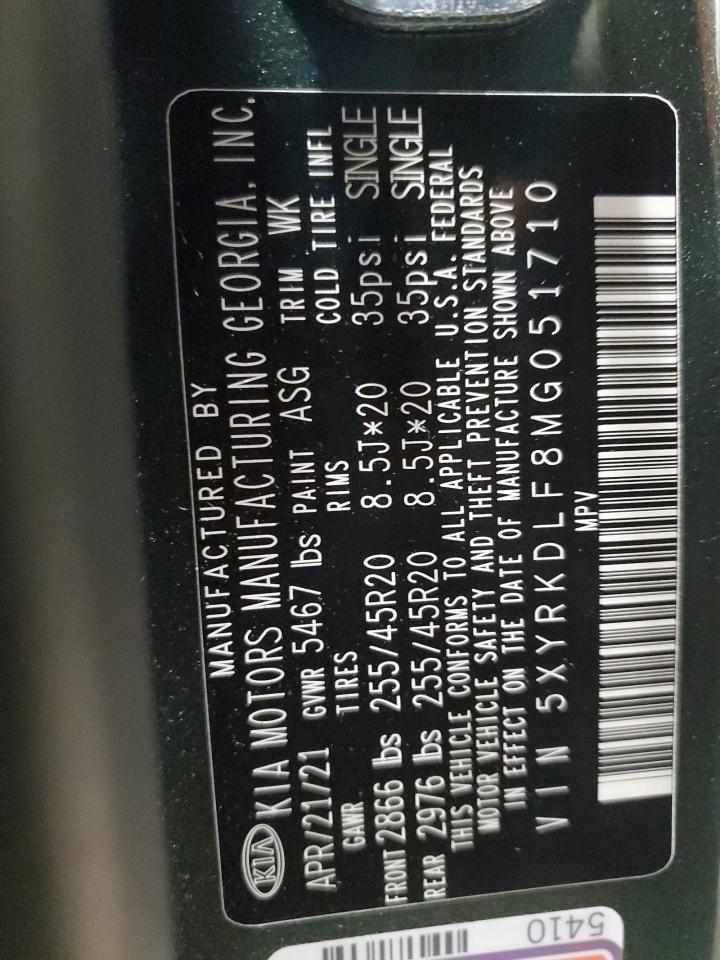 MANUFACTURED BY
KIA KIA MOTORS MANUFACTURING GEORGIA, INC.
APR/21/21 GVWR 5467 lbs PAINT ASG TRIM WK
GAWR TIRES RIMS COLD TIRE INFL
FRONT 2866 lbs 255/45R20 8.5J*20 35psi SINGLE
REAR 2976 lbs 255/45R20 8.5J*20 35psi SINGLE
THIS VEHICLE CONFORMS TO ALL APPLICABLE U.S.A. FEDERAL
MOTOR VEHICLE SAFETY AND THEFT PREVENTION STANDARDS
IN EFFECT ON THE DATE OF MANUFACTURE SHOWN ABOVE
VIN 5XYRKDLF8MG051710
MPV
5410